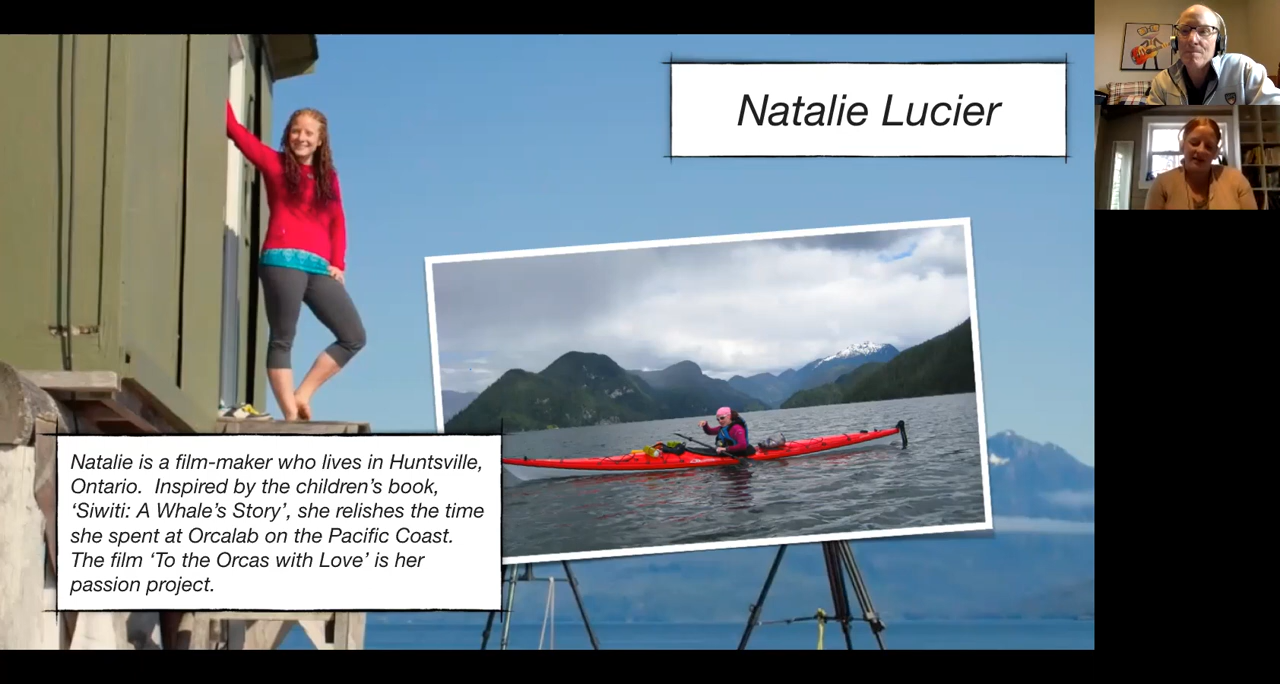 Natalie Lucier
Natalie is a film-maker who lives in Huntsville,
Ontario.  Inspired by the children's book,
'Siwiti: A Whale's Story', she relishes the time
she spent at Orcalab on the Pacific Coast.
The film 'To the Orcas with Love' is her
passion project.